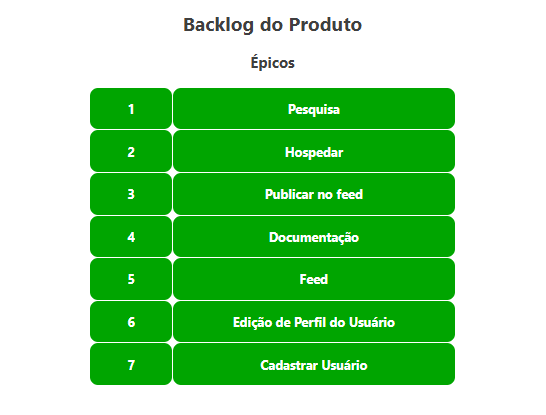 Backlog do Produto
Épicos
1 Pesquisa
2 Hospedar
3 Publicar no feed
4 Documentação
5 Feed
6 Edição de Perfil do Usuário
7 Cadastrar Usuário